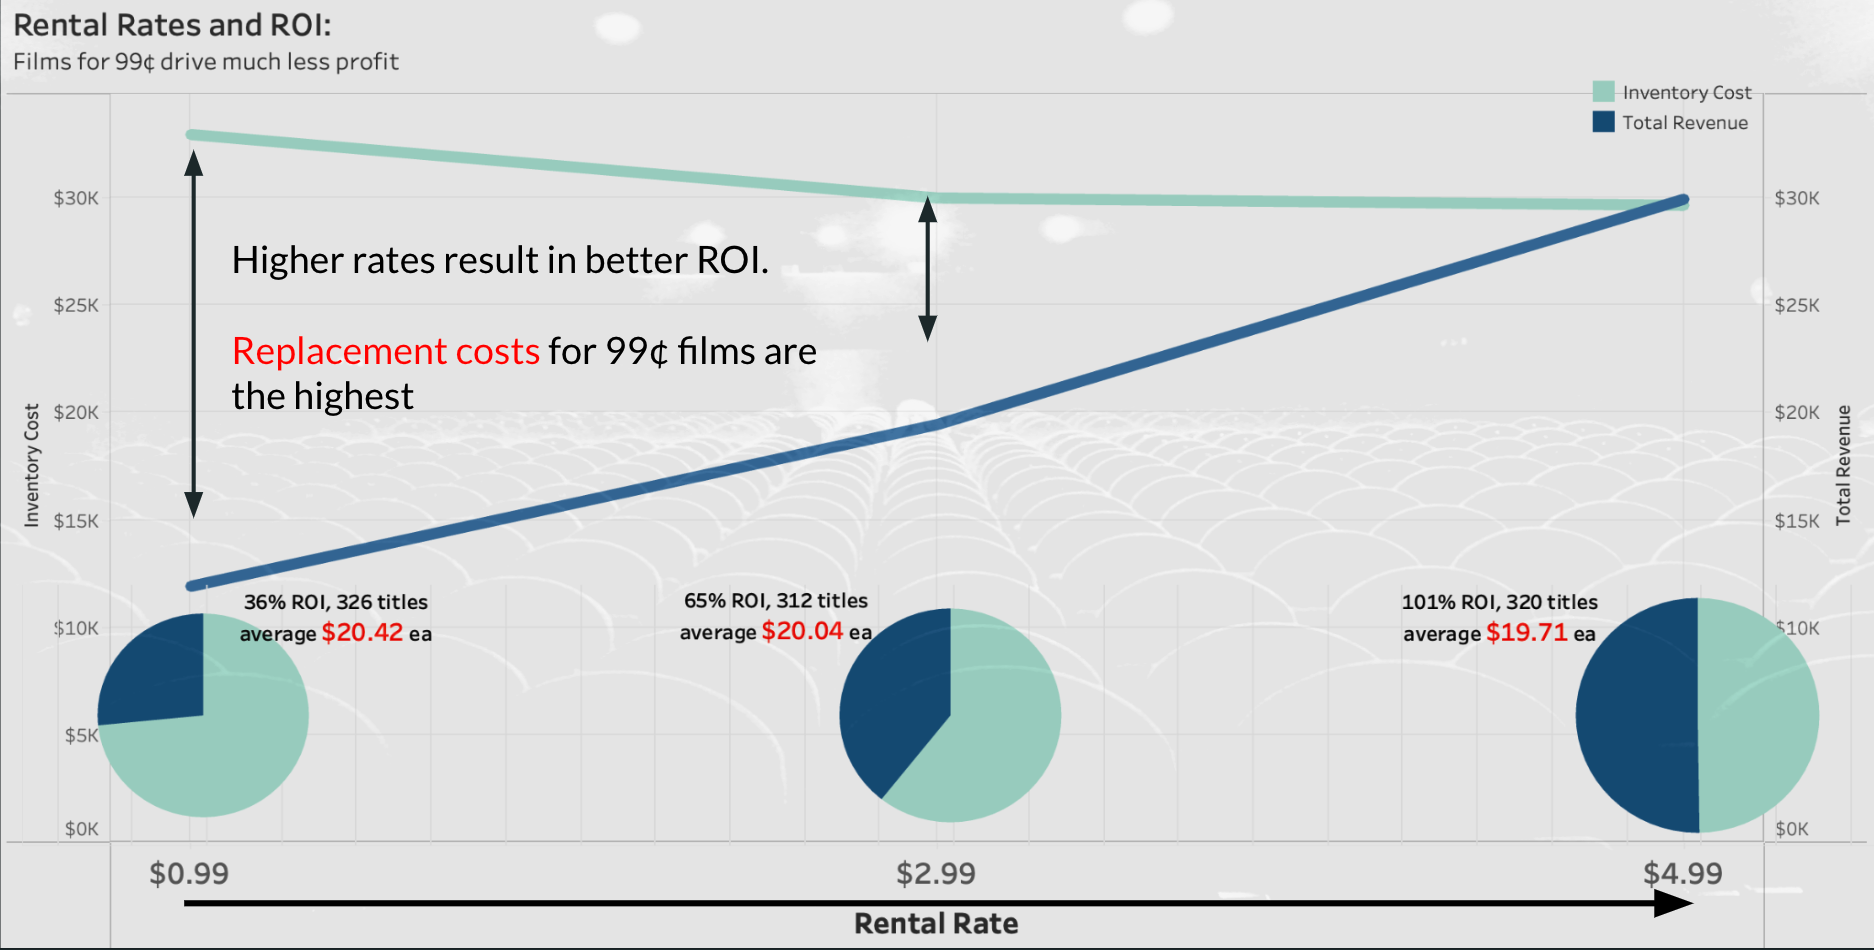 Rental Rates and ROI:
Films for 99¢ drive much less profit
Inventory Cost
Total Revenue
$30K
$30K
Higher rates result in better ROI.
$25K
$25K
Replacement costs for 99¢ films are
the highest
$20K
$20K
Inventory Cost
Total Revenue
$15K
$15K
36% ROI, 326 titles
average $20.42 ea
65% ROI, 312 titles
average $20.04 ea
101% ROI, 320 titles
average $19.71 ea
$10K
$10K
$5K
$0K
$0K
$0.99
$2.99
$4.99
Rental Rate